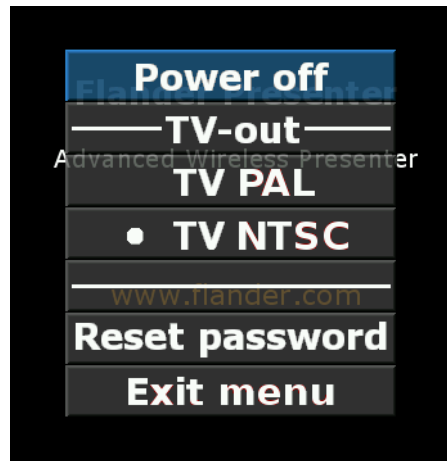 Power off
Flander Presenter
TV-out
Advanced Wireless Presenter
TV PAL
TV NTSC
www.flander.com
Reset password
Exit menu